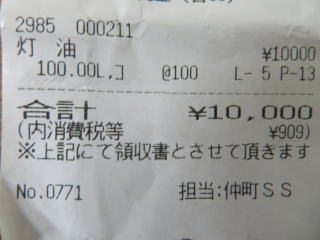 2985 000211
灯 油 ¥10000
100.00L,コ @100 L- 5 P-13
合計 ¥10,000
(内消費税等 ¥909)
※上記にて領収書とさせて頂きます
No.0771 担当:仲町SS